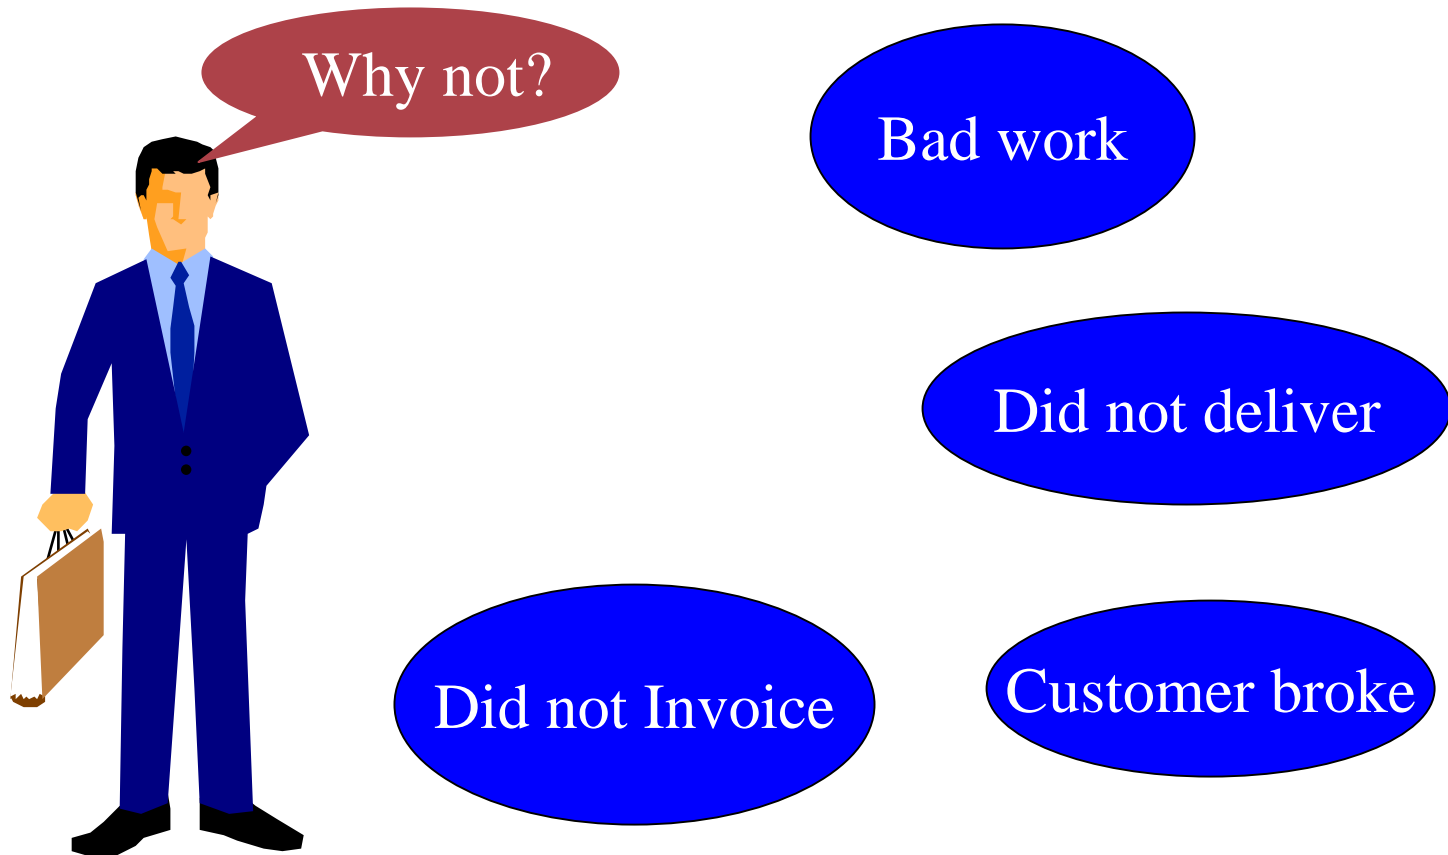 Why not?
Bad work
Did not deliver
Did not Invoice
Customer broke